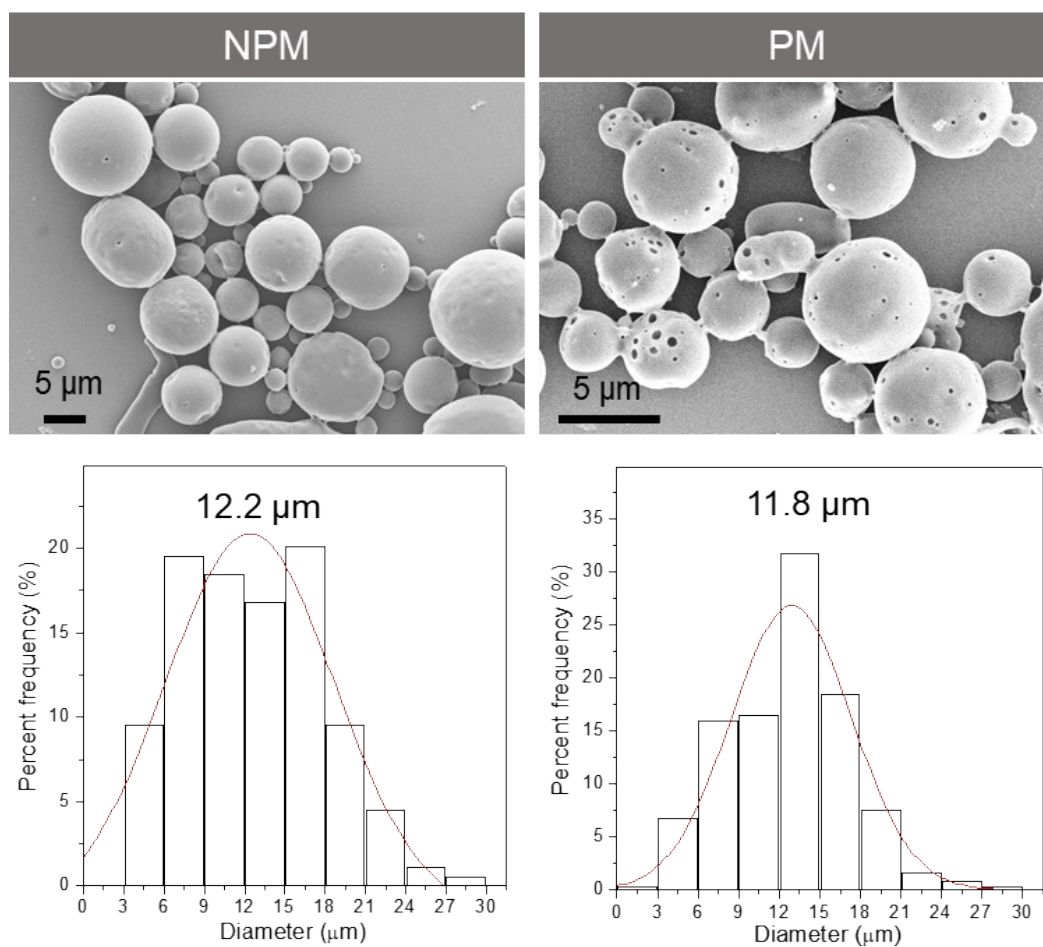 NPM
PM
5 µm
5 µm
12.2 µm
11.8 µm
Percent frequency (%)
20
15
10
5
0
0 3 6 9 12 15 18 21 24 27 30
Diameter (µm)
Percent frequency (%)
35
30
25
20
15
10
5
0
0 3 6 9 12 15 18 21 24 27 30
Diameter (µm)